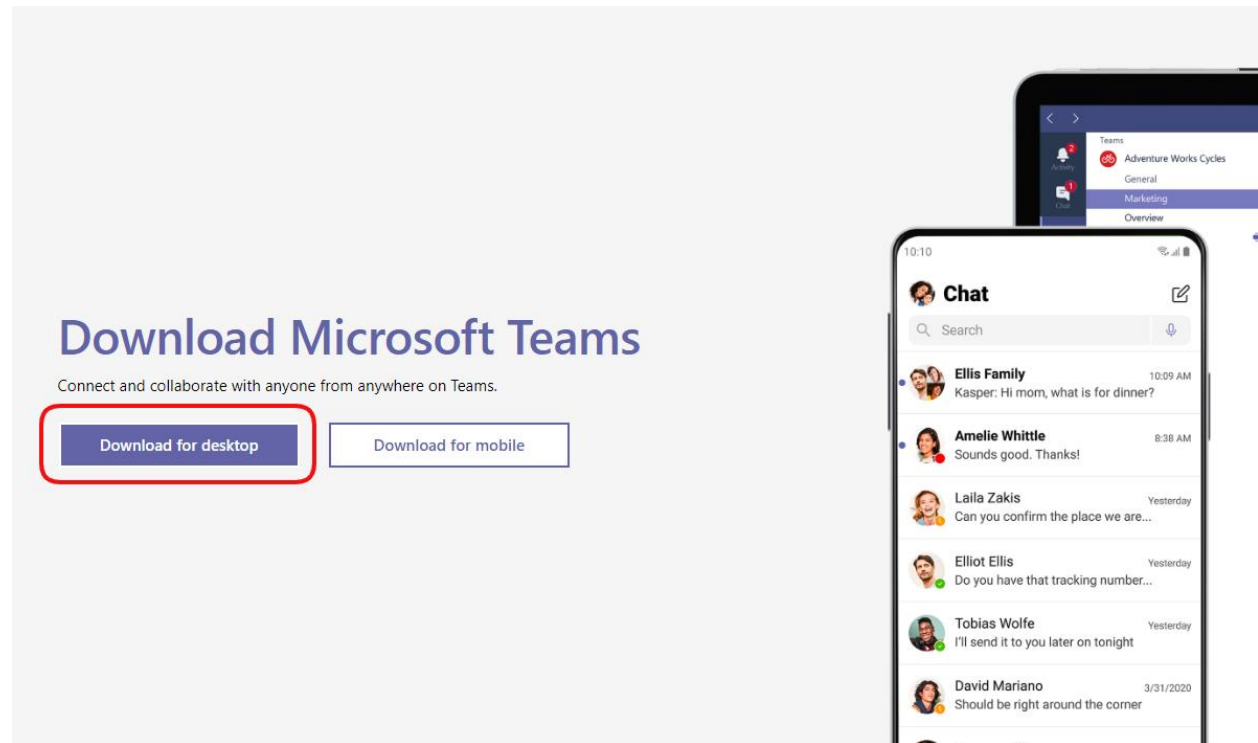 Download Microsoft Teams
Connect and collaborate with anyone from anywhere on Teams.
Download for desktop
Download for mobile
Teams
Activity
2
Adventure Works Cycles
General
Chat
1
Marketing
Overview
10:10
Chat
Search
Ellis Family 10:09 AM
Kasper: Hi mom, what is for dinner?
Amelie Whittle 8:38 AM
Sounds good. Thanks!
Laila Zakis Yesterday
Can you confirm the place we are...
Elliot Ellis Yesterday
Do you have that tracking number...
Tobias Wolfe Yesterday
I'll send it to you later on tonight
David Mariano 3/31/2020
Should be right around the corner